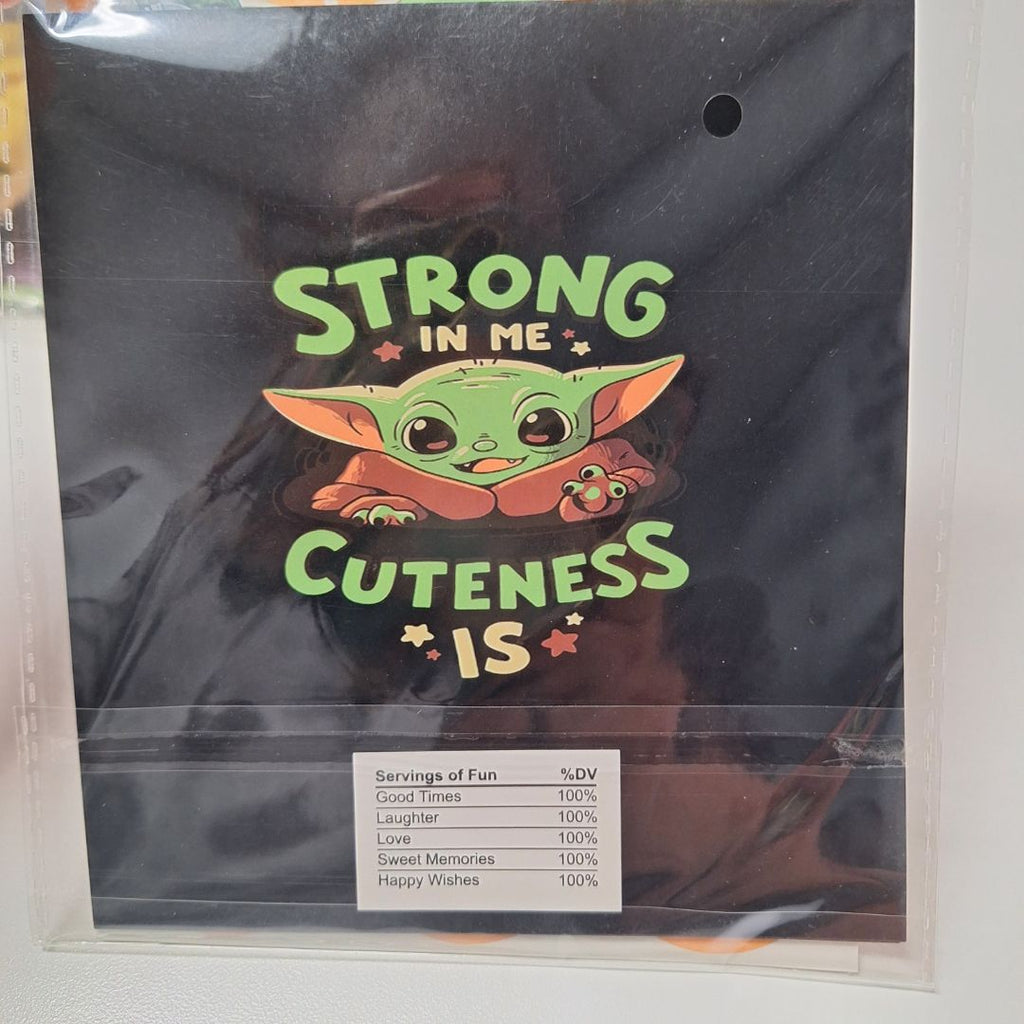 STRONG
IN ME
CUTENESS
IS
Servings of Fun %DV
Good Times 100%
Laughter 100%
Love 100%
Sweet Memories 100%
Happy Wishes 100%